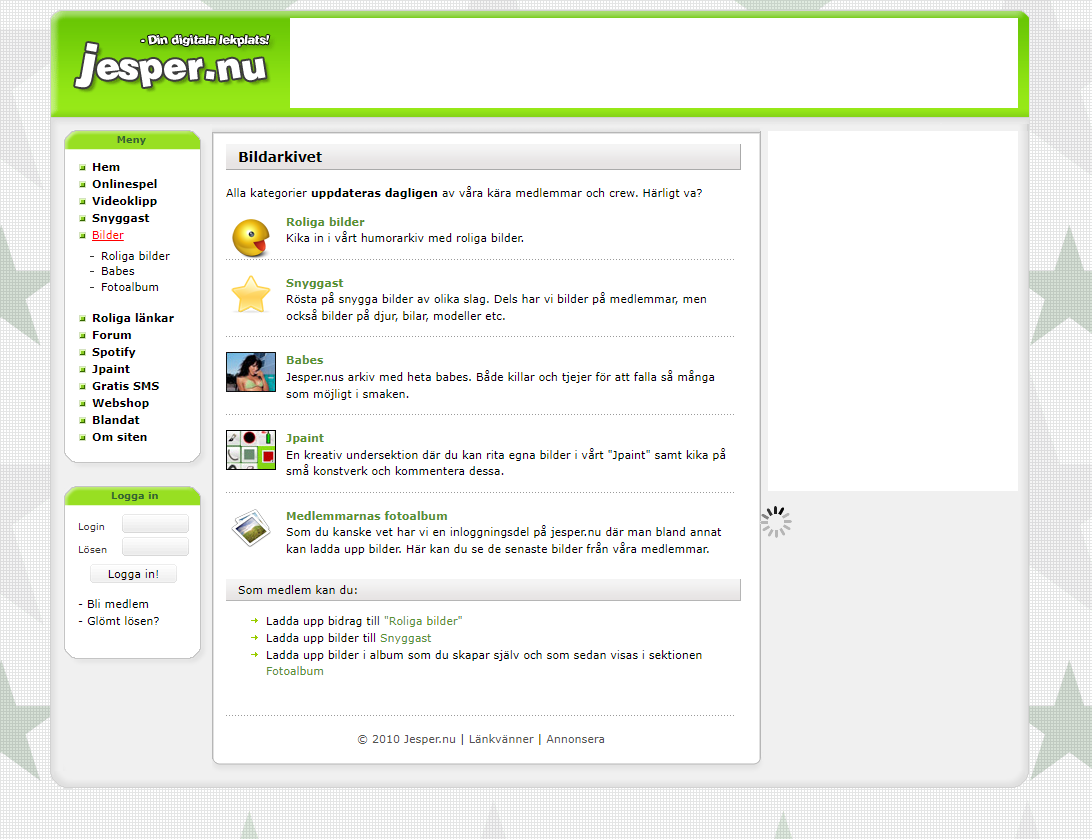 - Din digitala lekplats!
jesper.nu
Meny
Hem
Onlinespel
Videoklipp
Snyggast
Bilder
- Roliga bilder
- Babes
- Fotoalbum
Roliga länkar
Forum
Spotify
Jpaint
Gratis SMS
Webshop
Blandat
Om siten
Logga in
Login
Lösen
Logga in!
- Bli medlem
- Glömt lösen?
Bildarkivet
Alla kategorier uppdateras dagligen av våra kära medlemmar och crew. Härligt va?
Roliga bilder
Kika in i vårt humorarkiv med roliga bilder.
Snyggast
Rösta på snygga bilder av olika slag. Dels har vi bilder på medlemmar, men
också bilder på djur, bilar, modeller etc.
Babes
Jesper.nus arkiv med heta babes. Både killar och tjejer för att falla så många
som möjligt i smaken.
Jpaint
En kreativ undersektion där du kan rita egna bilder i vårt "Jpaint" samt kika på
små konstverk och kommentera dessa.
Medlemmarnas fotoalbum
Som du kanske vet har vi en inloggningsdel på jesper.nu där man bland annat
kan ladda upp bilder. Här kan du se de senaste bilder från våra medlemmar.
Som medlem kan du:
Ladda upp bidrag till "Roliga bilder"
Ladda upp bilder till Snyggast
Ladda upp bilder i album som du skapar själv och som sedan visas i sektionen
Fotoalbum
© 2010 Jesper.nu | Länkvänner | Annonsera